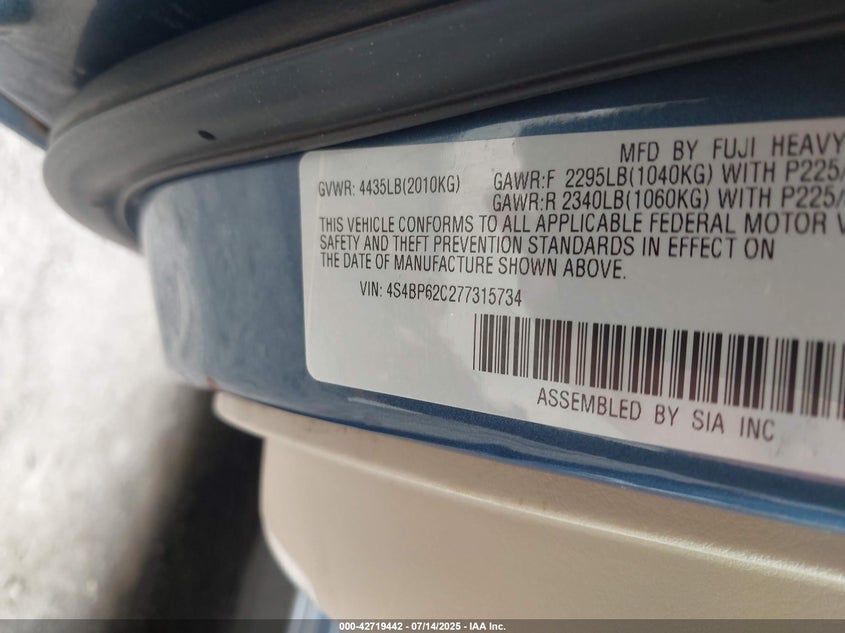 MFD BY FUJI HEAVY
GVWR: 4435LB(2010KG) GAWR:F 2295LB(1040KG) WITH P225/
GAWR:R 2340LB(1060KG) WITH P225/
THIS VEHICLE CONFORMS TO ALL APPLICABLE FEDERAL MOTOR V
SAFETY AND THEFT PREVENTION STANDARDS IN EFFECT ON
THE DATE OF MANUFACTURE SHOWN ABOVE.
VIN: 4S4BP62C277315734
ASSEMBLED BY SIA INC
000-42719442 - 07/14/2025 - IAA Inc.